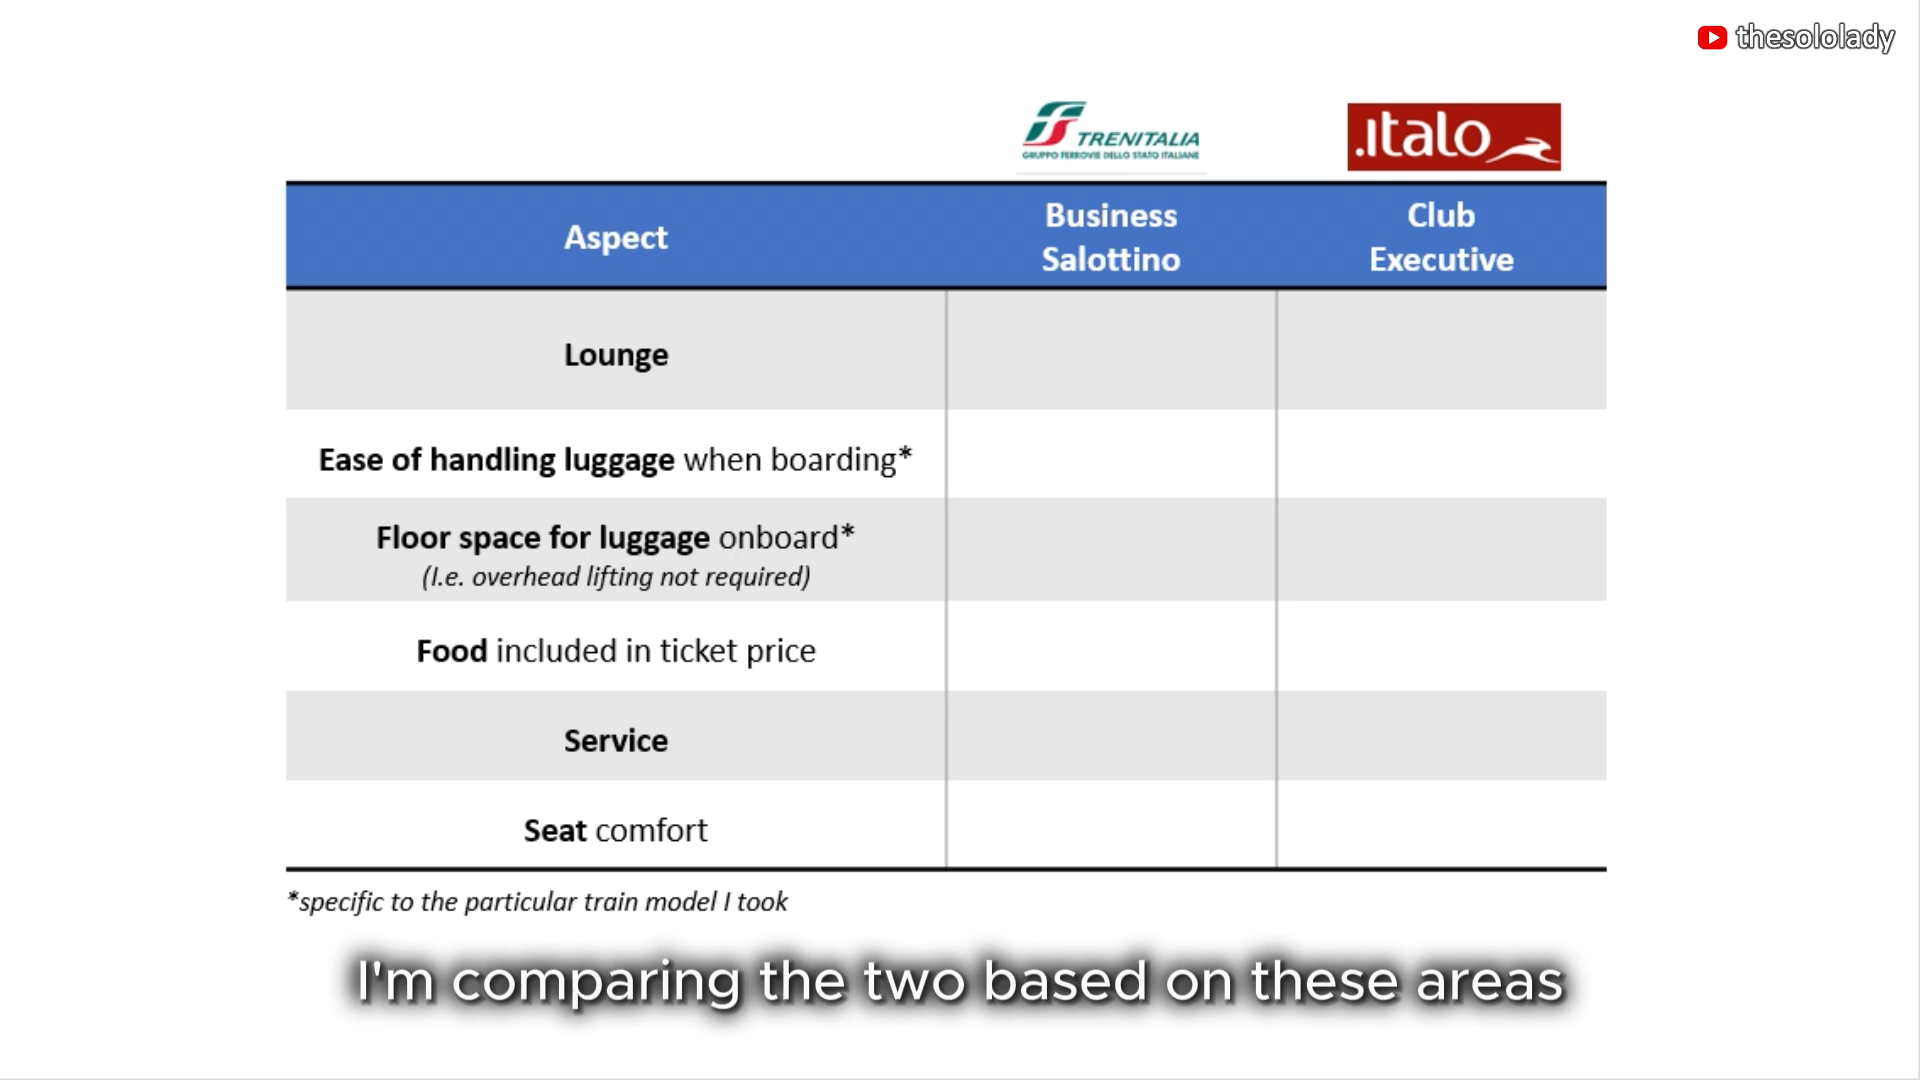 thesololady
TRENITALIA
GRUPPO FERROVIE DELLO STATO ITALIANE
.italo
Aspect
Business
Salottino
Club
Executive
Lounge
Ease of handling luggage when boarding*
Floor space for luggage onboard*
(I.e. overhead lifting not required)
Food included in ticket price
Service
Seat comfort
*specific to the particular train model I took
I'm comparing the two based on these areas